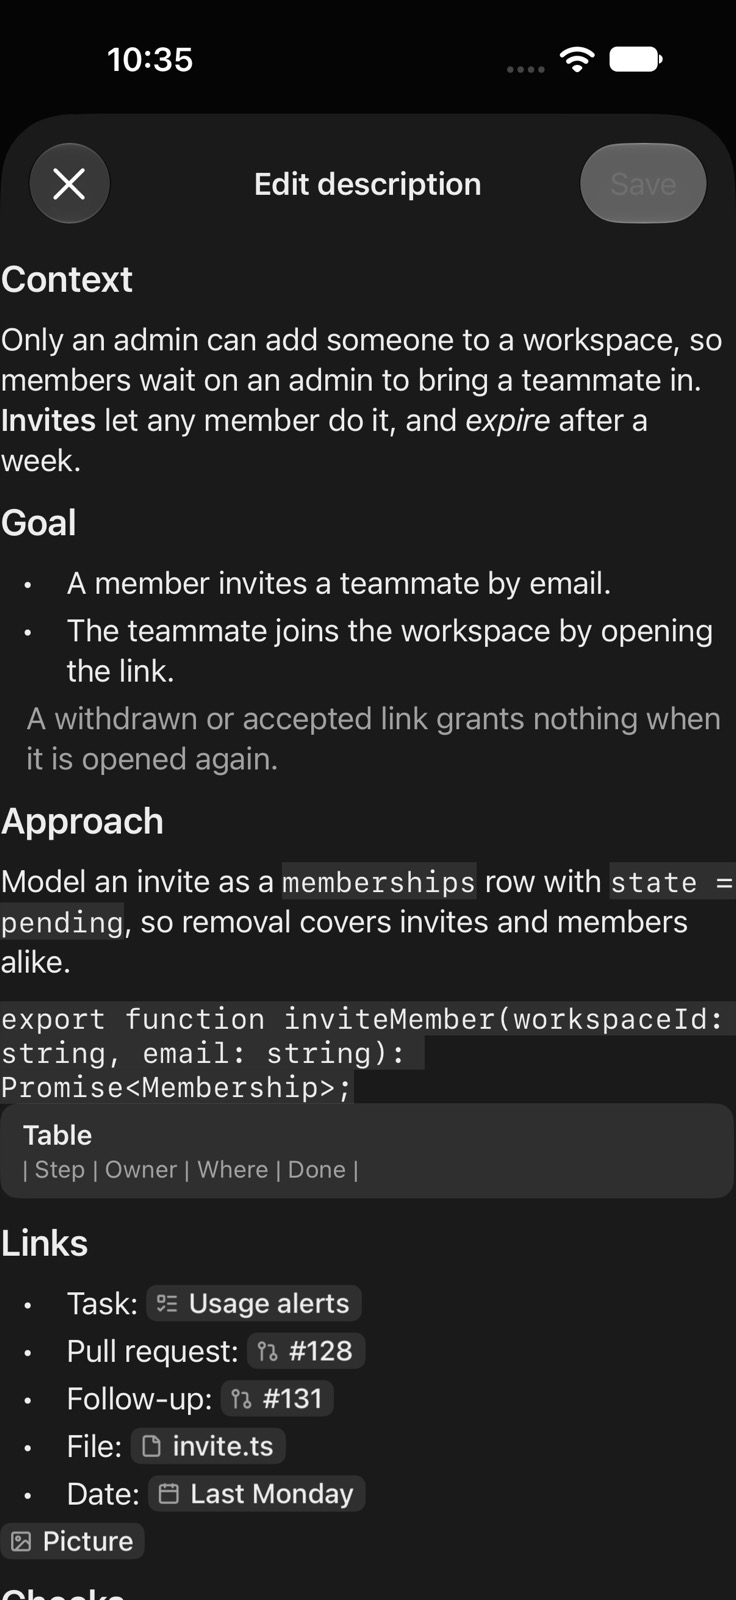 10:35
Edit description
Save
Context
Only an admin can add someone to a workspace, so
members wait on an admin to bring a teammate in.
Invites let any member do it, and expire after a
week.
Goal
• A member invites a teammate by email.
• The teammate joins the workspace by opening
the link.
A withdrawn or accepted link grants nothing when
it is opened again.
Approach
Model an invite as a memberships row with state =
pending, so removal covers invites and members
alike.
export function inviteMember(workspaceId:
string, email: string):
Promise<Membership>;
Table
| Step | Owner | Where | Done |
Links
• Task: Usage alerts
• Pull request: #128
• Follow-up: #131
• File: invite.ts
• Date: Last Monday
Picture
Checks